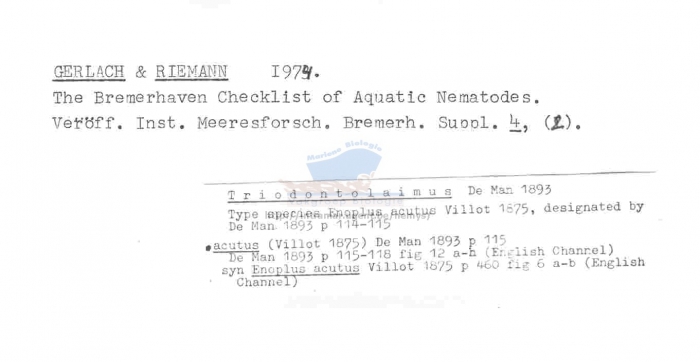 GERLACH & RIEMANN 1974.
The Bremerhaven Checklist of Aquatic Nematodes.
Veröff. Inst. Meeresforsch. Bremerh. Suppl. 4, (2).
Mariene Biologie
Triodontolaimus De Man 1893
Type species Enoplus acutus Villot 1875, designated by
De Man 1893 p 114-115
•acutus (Villot 1875) De Man 1893 p 115
De Man 1893 p 115-118 fig 12 a-h (English Channel)
syn Enoplus acutus Villot 1875 p 460 fig 6 a-b (English
Channel)